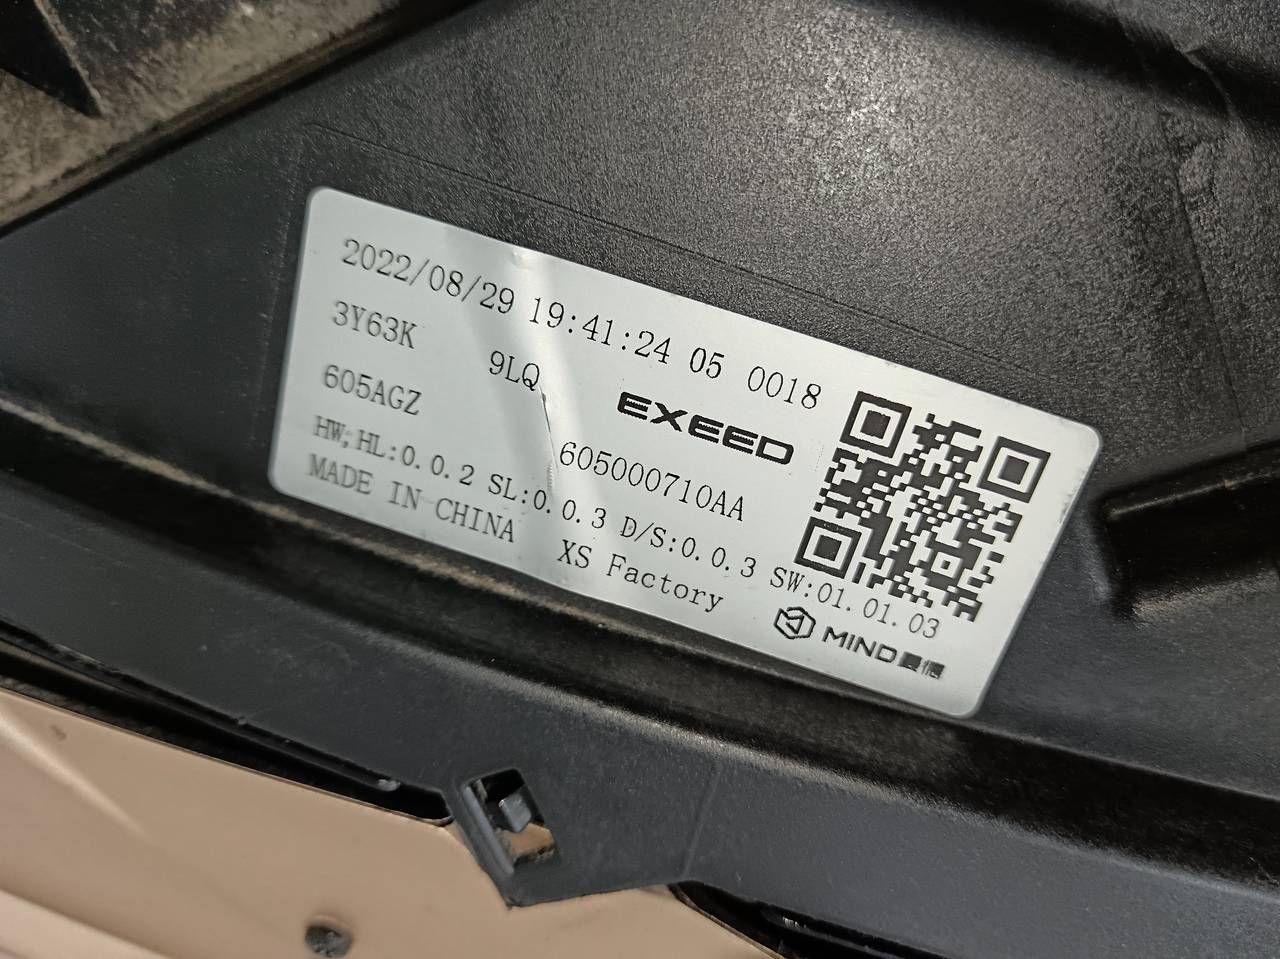 2022/08/29 19:41:24 05 0018
3Y63K
9LQ
EXEED
605AGZ
605000710AA
HW;HL:0.0.2 SL:0.0.3 D/S:0.0.3 SW:01.01.03
MADE IN CHINA XS Factory
MIND